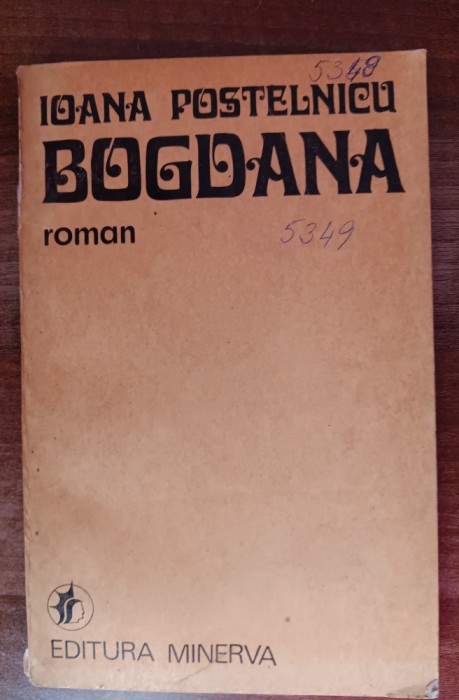 5348
IOANA POSTELNICU
BOGDANA
roman
5349
EDITURA MINERVA